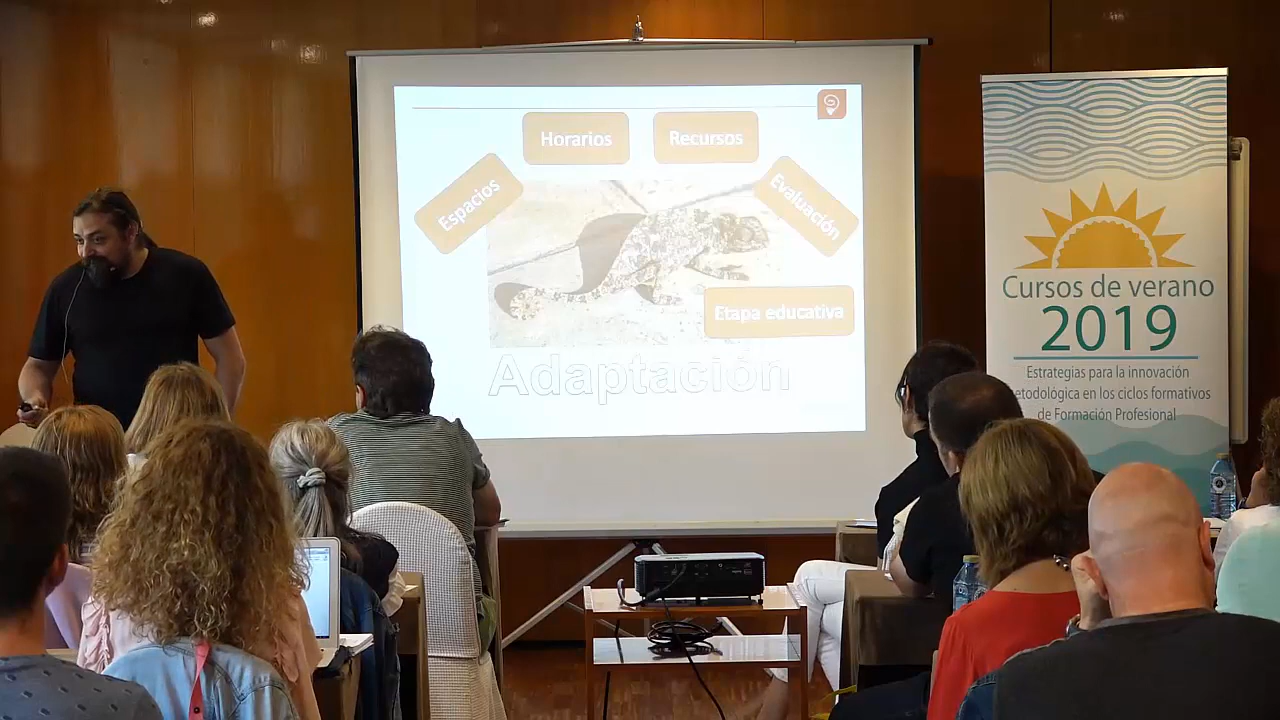 Horarios
Recursos
Espacios
Evaluación
Etapa educativa
Adaptación
Cursos de verano
2019
Estrategias para la innovación
etodológica en los ciclos formativos
de Formación Profesional